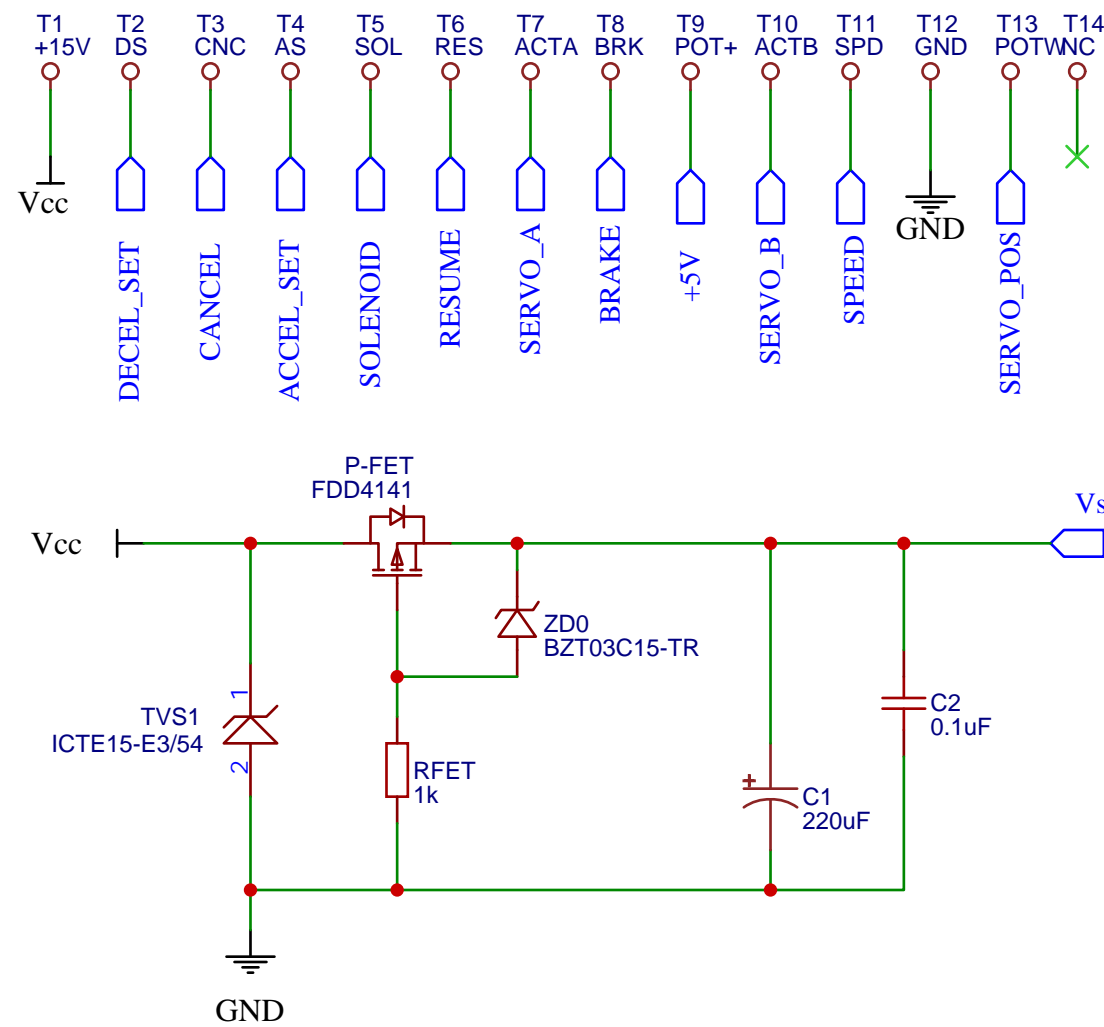 T1 T2 T3 T4 T5 T6 T7 T8 T9 T10 T11 T12 T13 T14
+15V DS CNC AS SOL RES ACTA BRK POT+ ACTB SPD GND POTW NC
Vcc
DECEL_SET
CANCEL
ACCEL_SET
SOLENOID
RESUME
SERVO_A
BRAKE
+5V
SERVO_B
SPEED
GND
SERVO_POS
P-FET
FDD4141
Vcc
Vs
ZD0
BZT03C15-TR
1
TVS1
ICTE15-E3/54
2
RFET
1k
C2
0.1uF
+
C1
220uF
GND